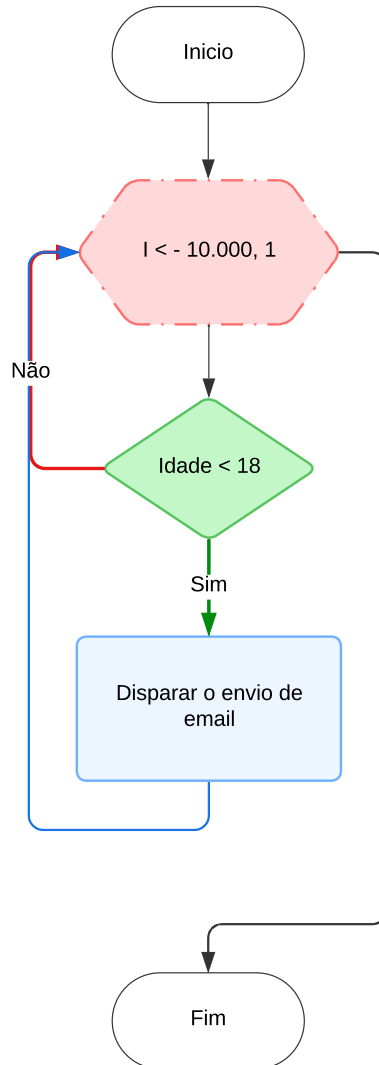 Inicio
I < - 10.000, 1
Não
Idade < 18
Sim
Disparar o envio de
email
Fim